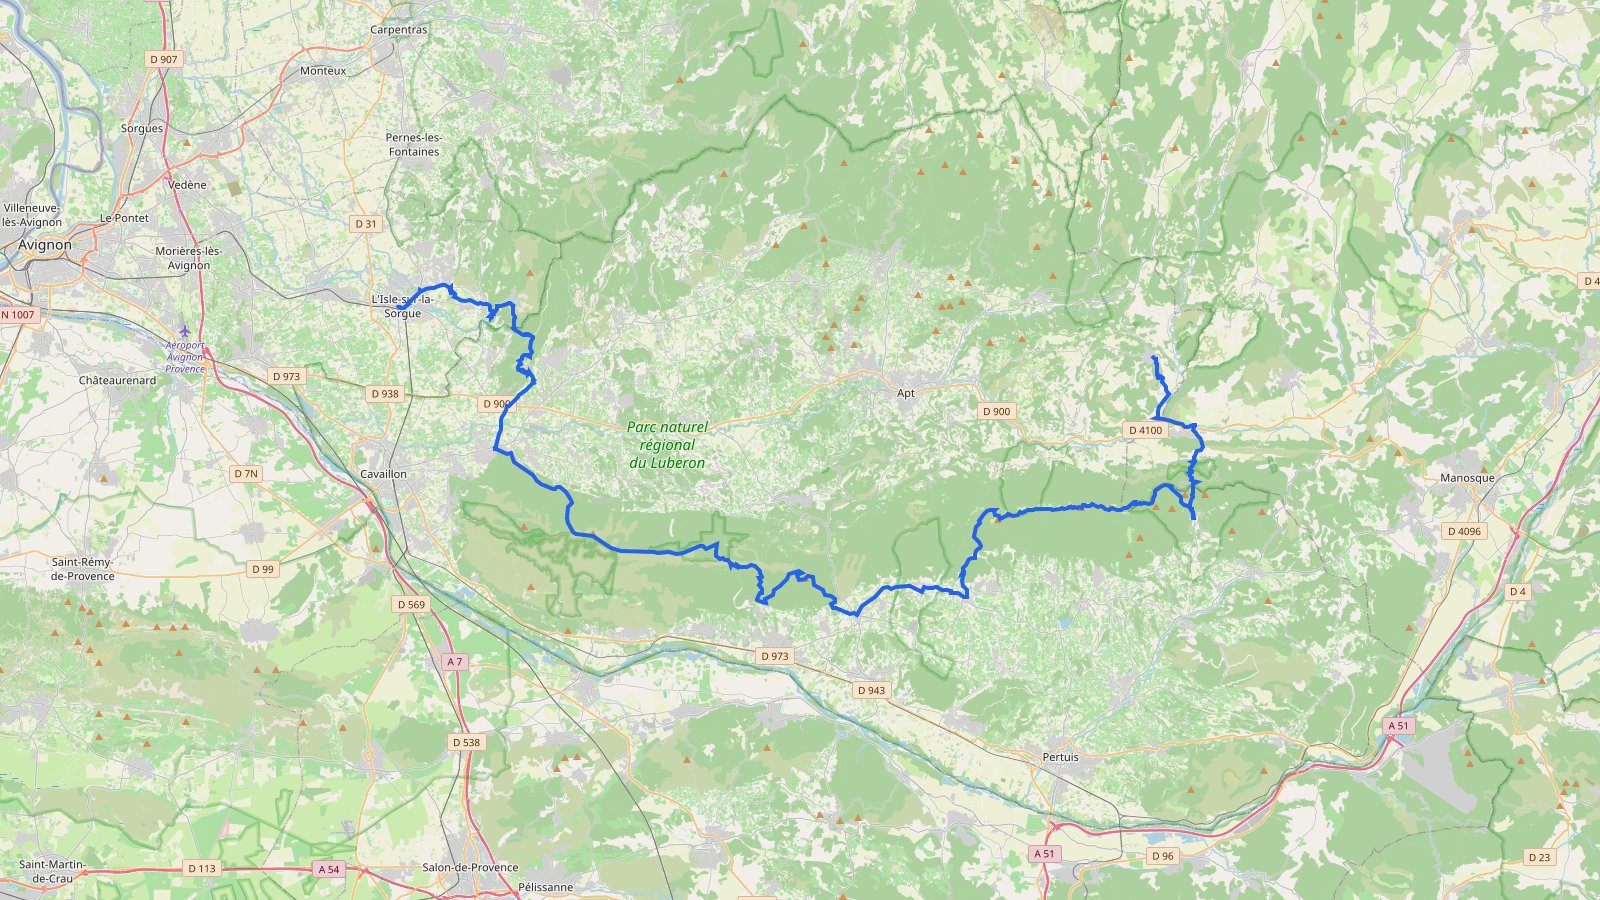 Carpentras
D 907
Monteux
Sorgues
Pernes-les-
Fontaines
Vedène
Villeneuve-
lès-Avignon
Le Pontet
D 31
Avignon
Morières-lès-
Avignon
D 4
L'Isle-sur-la-
Sorgue
N 1007
Aéroport
Avignon
Provence
Châteaurenard
D 973
D 938
D 900
Apt
D 900
Parc naturel
régional
du Luberon
D 4100
Cavaillon
D 7N
Manosque
D 4096
Saint-Rémy-
de-Provence
D 99
D 569
D 4
D 973
A 7
D 943
A 51
D 538
Pertuis
A 51
D 96
D 23
Saint-Martin-
de-Crau
D 113
A 54
Salon-de-Provence
Pélissanne